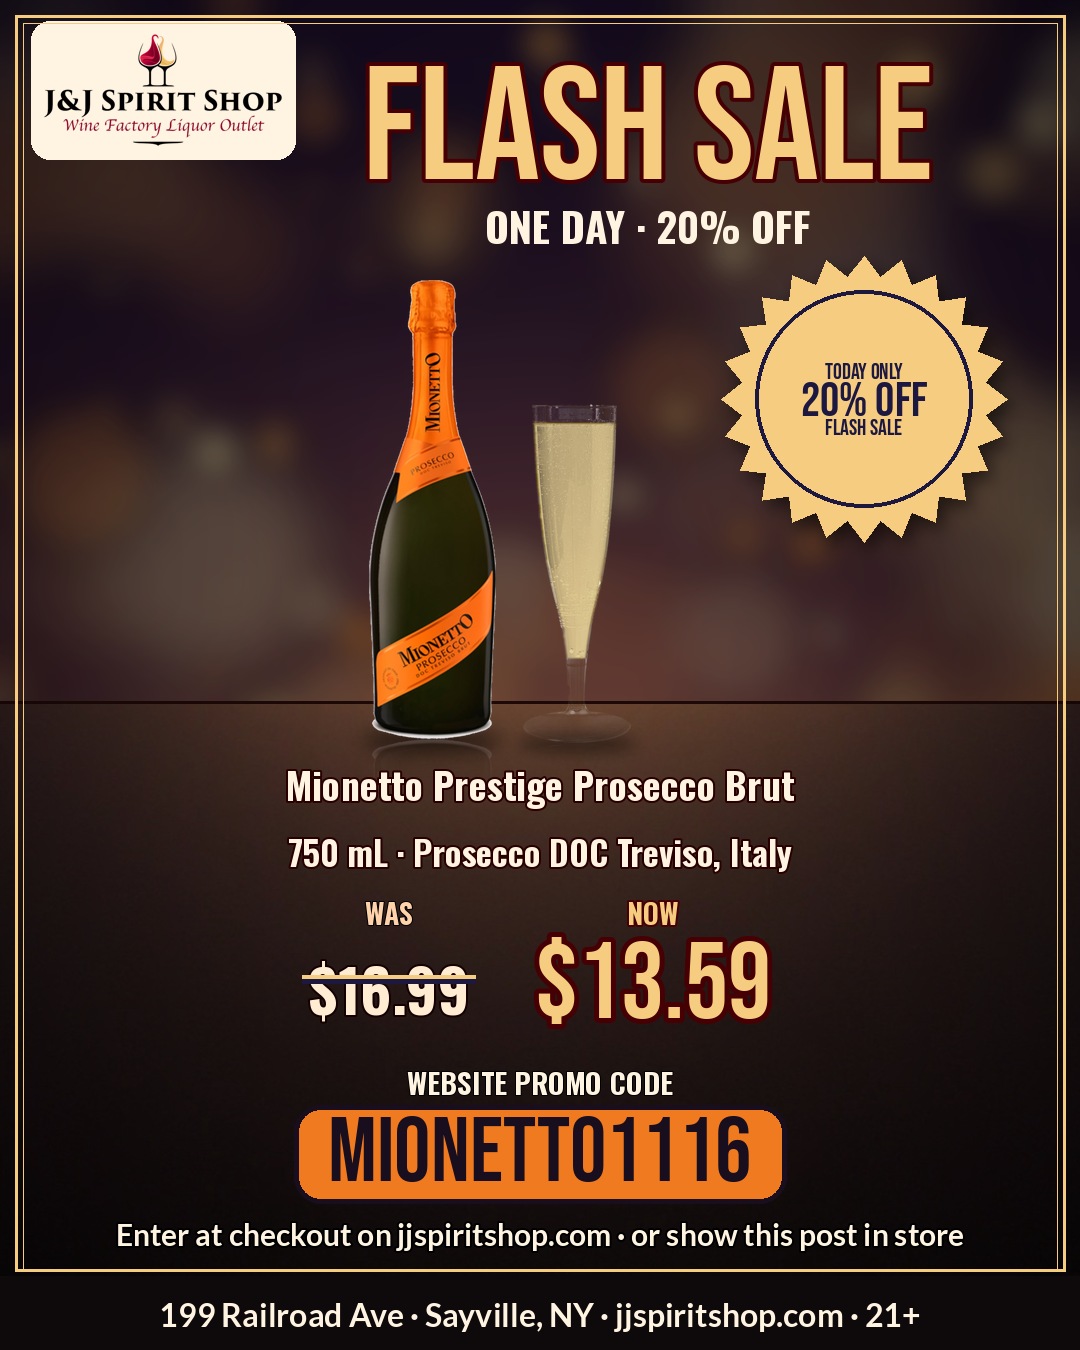 J&J SPIRIT SHOP
Wine Factory Liquor Outlet
FLASH SALE
ONE DAY · 20% OFF
TODAY ONLY
20% OFF
FLASH SALE
MIONETTO
PROSECCO
MIONETTO
PROSECCO
DOC TREVISO BRUT
Mionetto Prestige Prosecco Brut
750 mL · Prosecco DOC Treviso, Italy
WAS
NOW
$16.99
$13.59
WEBSITE PROMO CODE
MIONETTO1116
Enter at checkout on jjspiritshop.com · or show this post in store
199 Railroad Ave · Sayville, NY · jjspiritshop.com · 21+